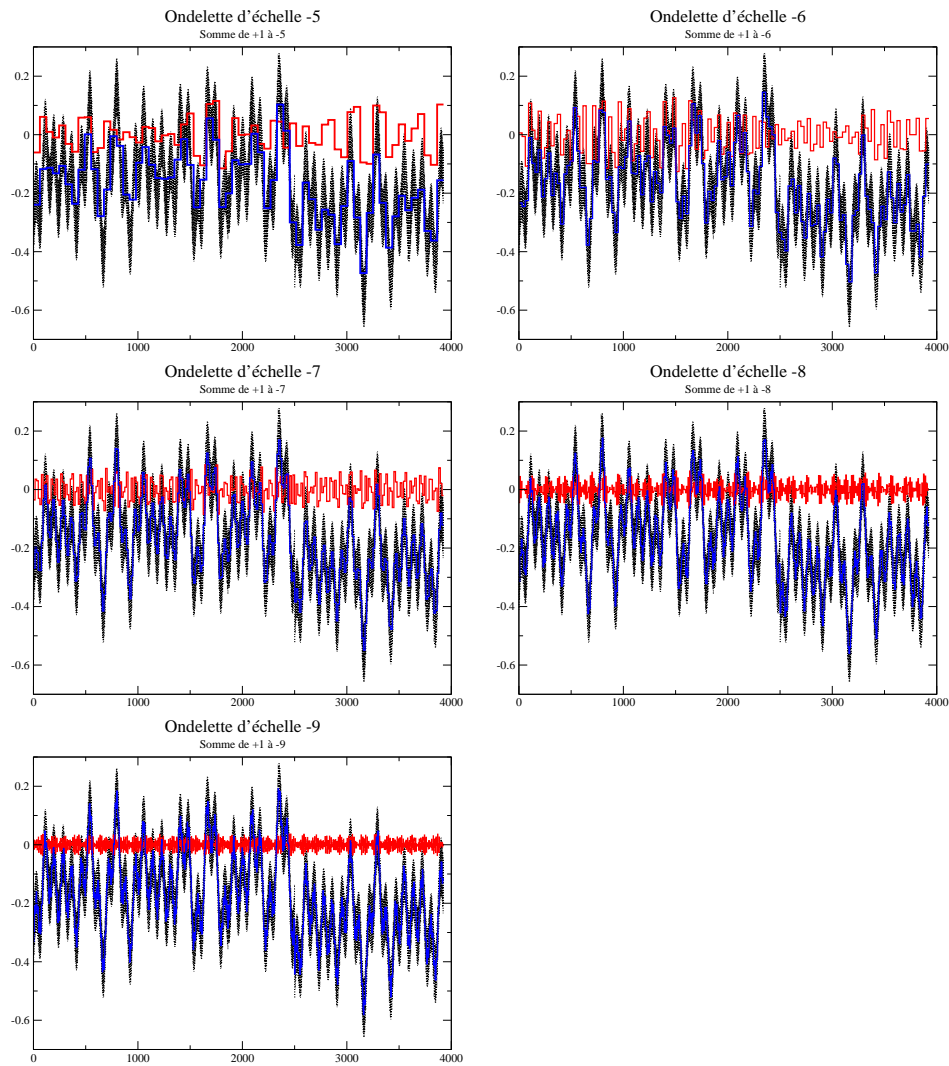 Ondelette d'échelle -5
Somme de +1 à -5
0.2
0
-0.2
-0.4
-0.6
0 1000 2000 3000 4000
Ondelette d'échelle -6
Somme de +1 à -6
0.2
0
-0.2
-0.4
-0.6
0 1000 2000 3000 4000
Ondelette d'échelle -7
Somme de +1 à -7
0.2
0
-0.2
-0.4
-0.6
0 1000 2000 3000 4000
Ondelette d'échelle -8
Somme de +1 à -8
0.2
0
-0.2
-0.4
-0.6
0 1000 2000 3000 4000
Ondelette d'échelle -9
Somme de +1 à -9
0.2
0
-0.2
-0.4
-0.6
0 1000 2000 3000 4000